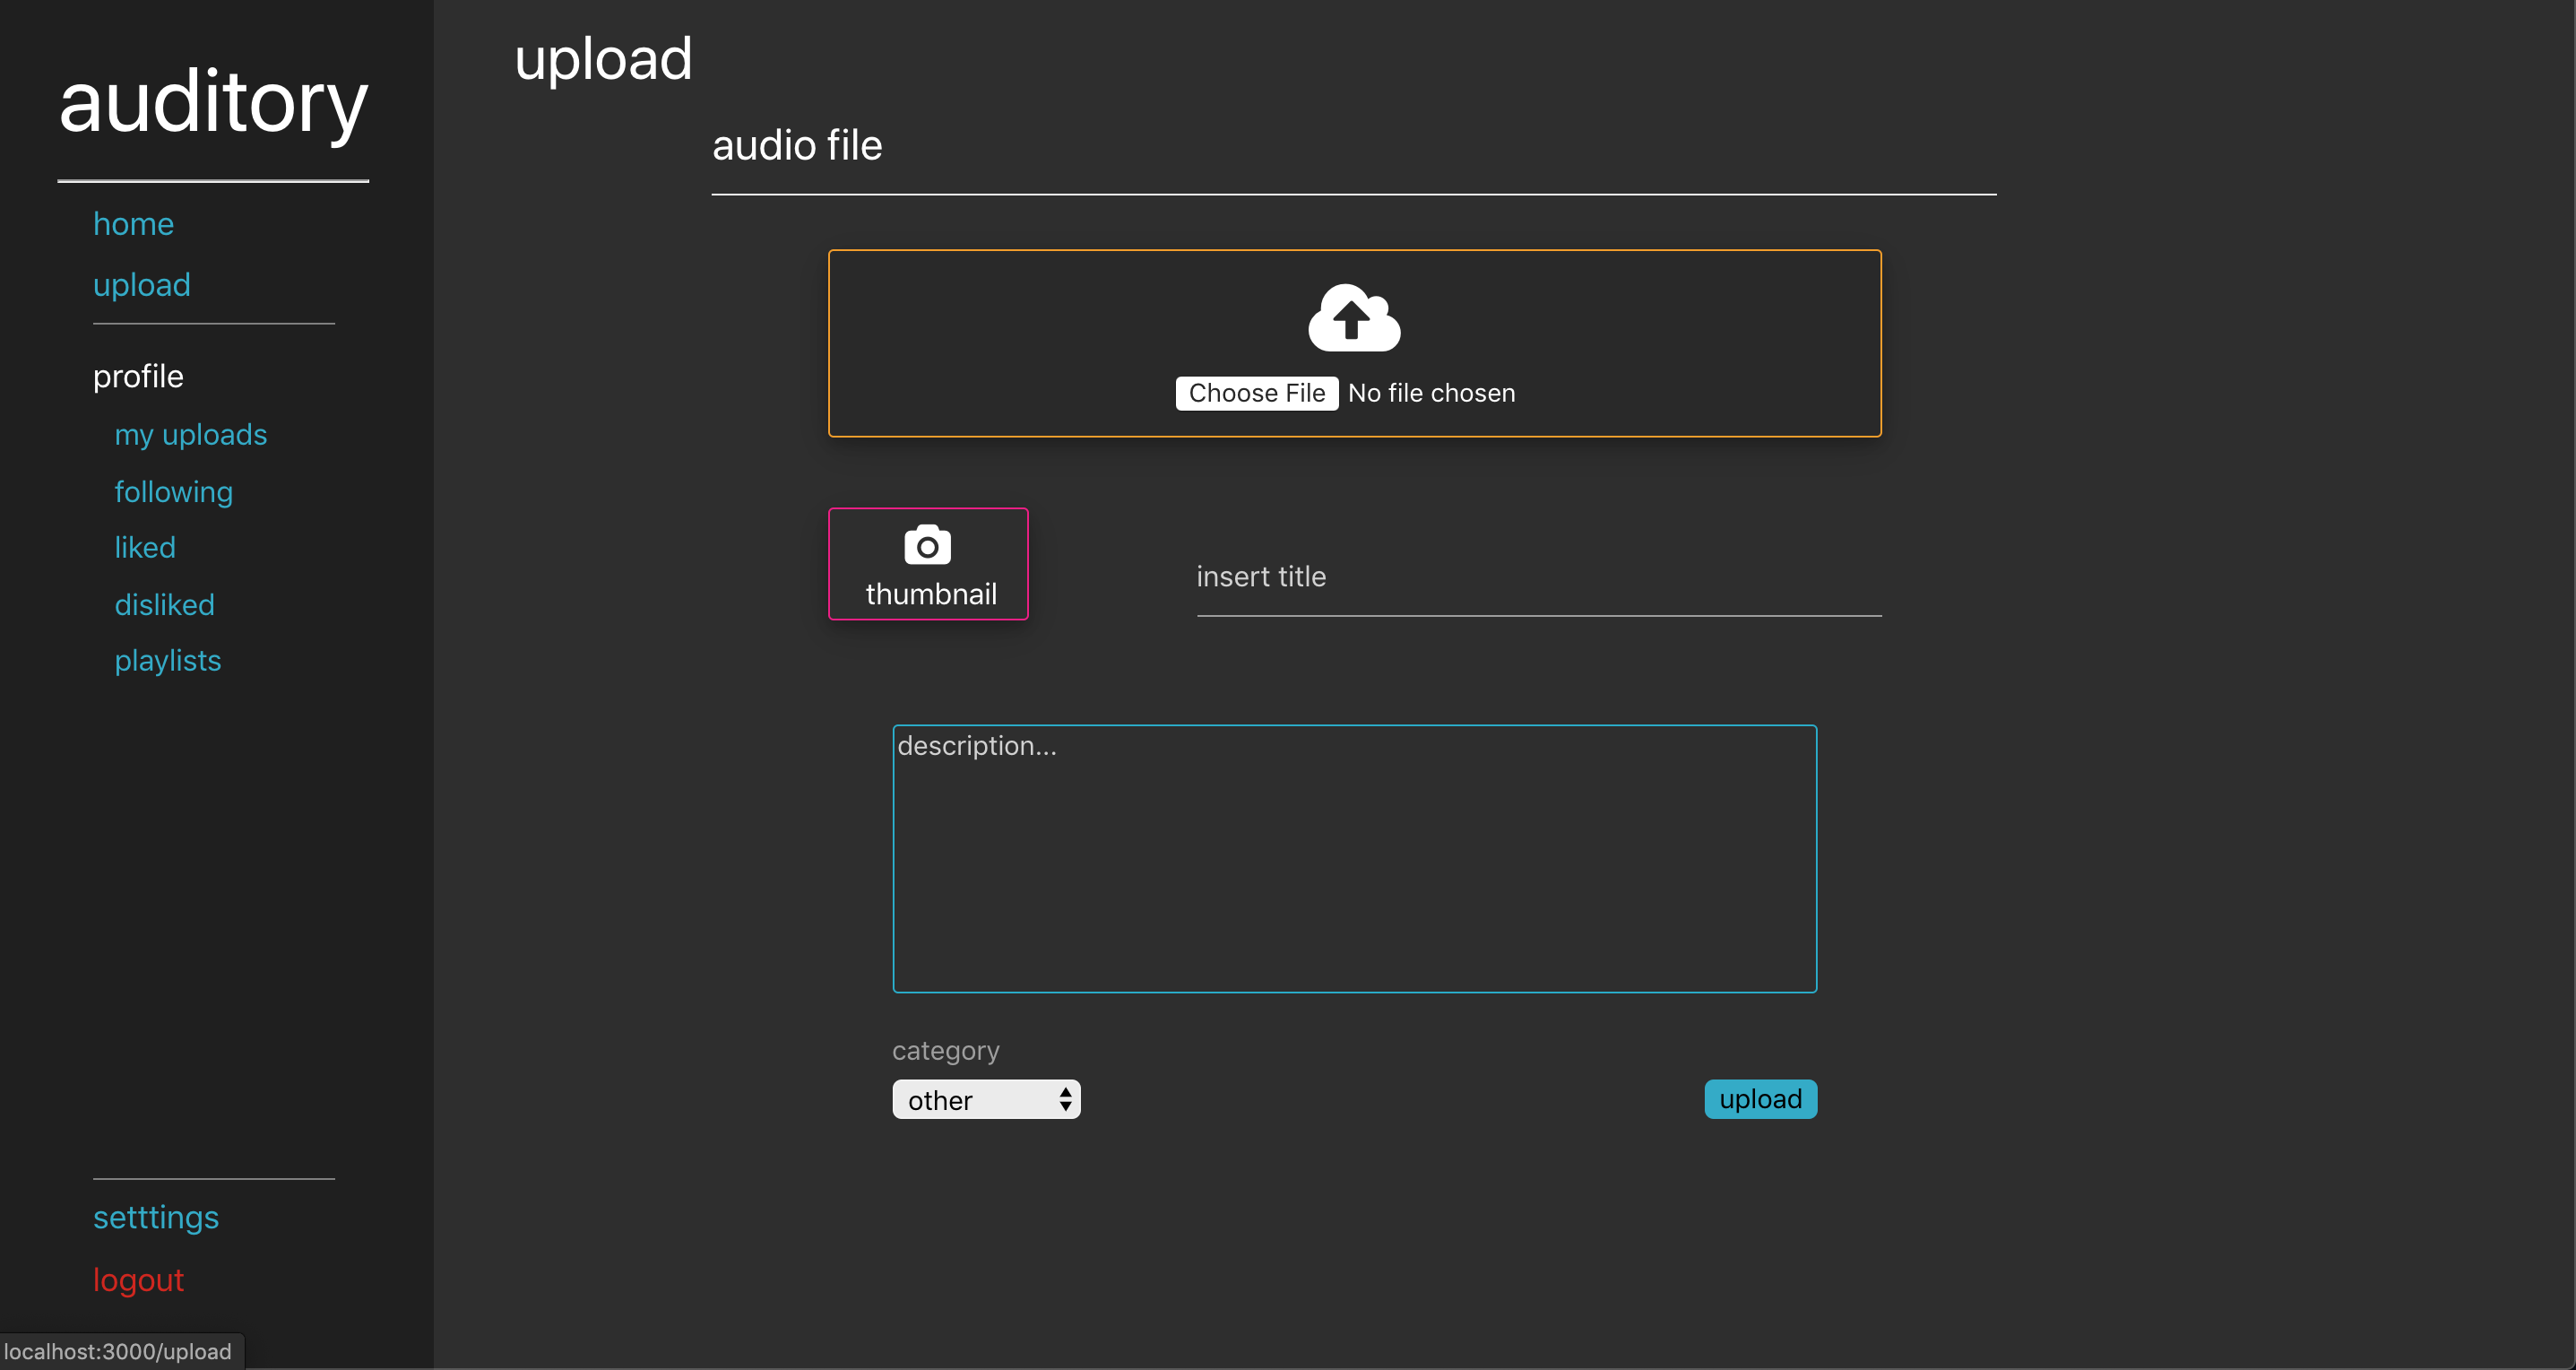 auditory
home
upload
profile
my uploads
following
liked
disliked
playlists
setttings
logout
localhost:3000/upload
upload
audio file
Choose File No file chosen
thumbnail
insert title
description...
category
other
upload